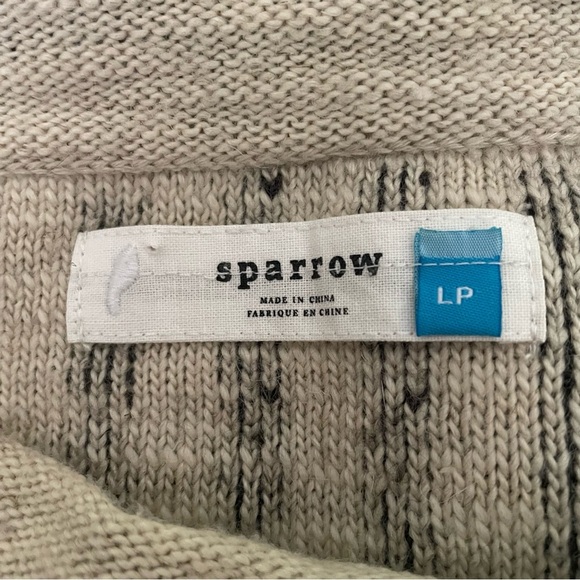 sparrow
MADE IN CHINA
FABRIQUE EN CHINE
LP